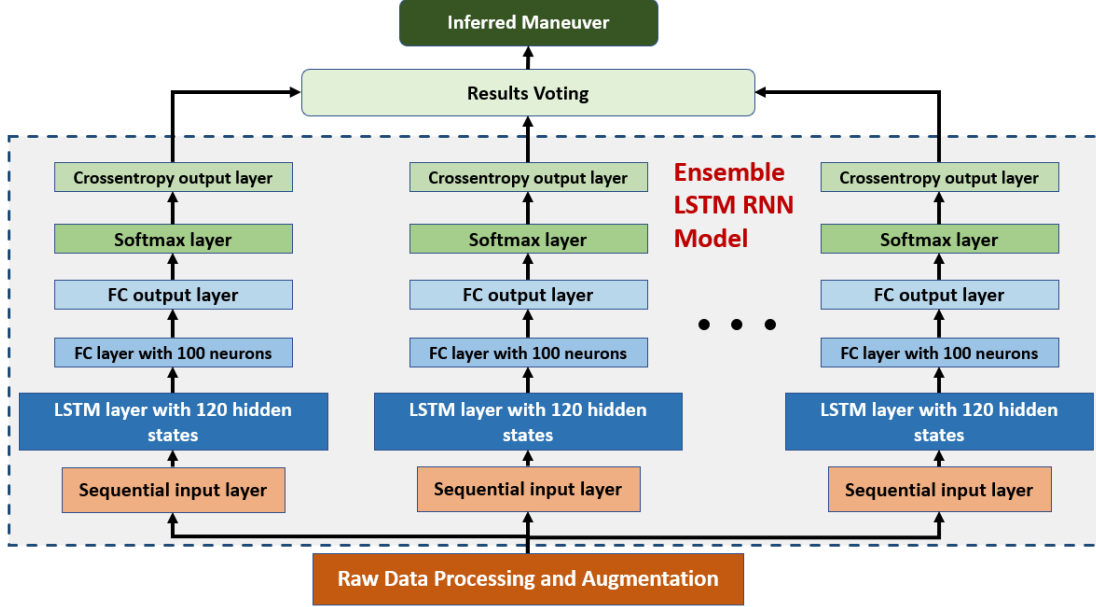 Inferred Maneuver
Results Voting
Crossentropy output layer
Crossentropy output layer
Ensemble
LSTM RNN
Model
Crossentropy output layer
Softmax layer
Softmax layer
Softmax layer
FC output layer
FC output layer
FC output layer
FC layer with 100 neurons
FC layer with 100 neurons
FC layer with 100 neurons
LSTM layer with 120 hidden
states
LSTM layer with 120 hidden
states
LSTM layer with 120 hidden
states
Sequential input layer
Sequential input layer
Sequential input layer
Raw Data Processing and Augmentation